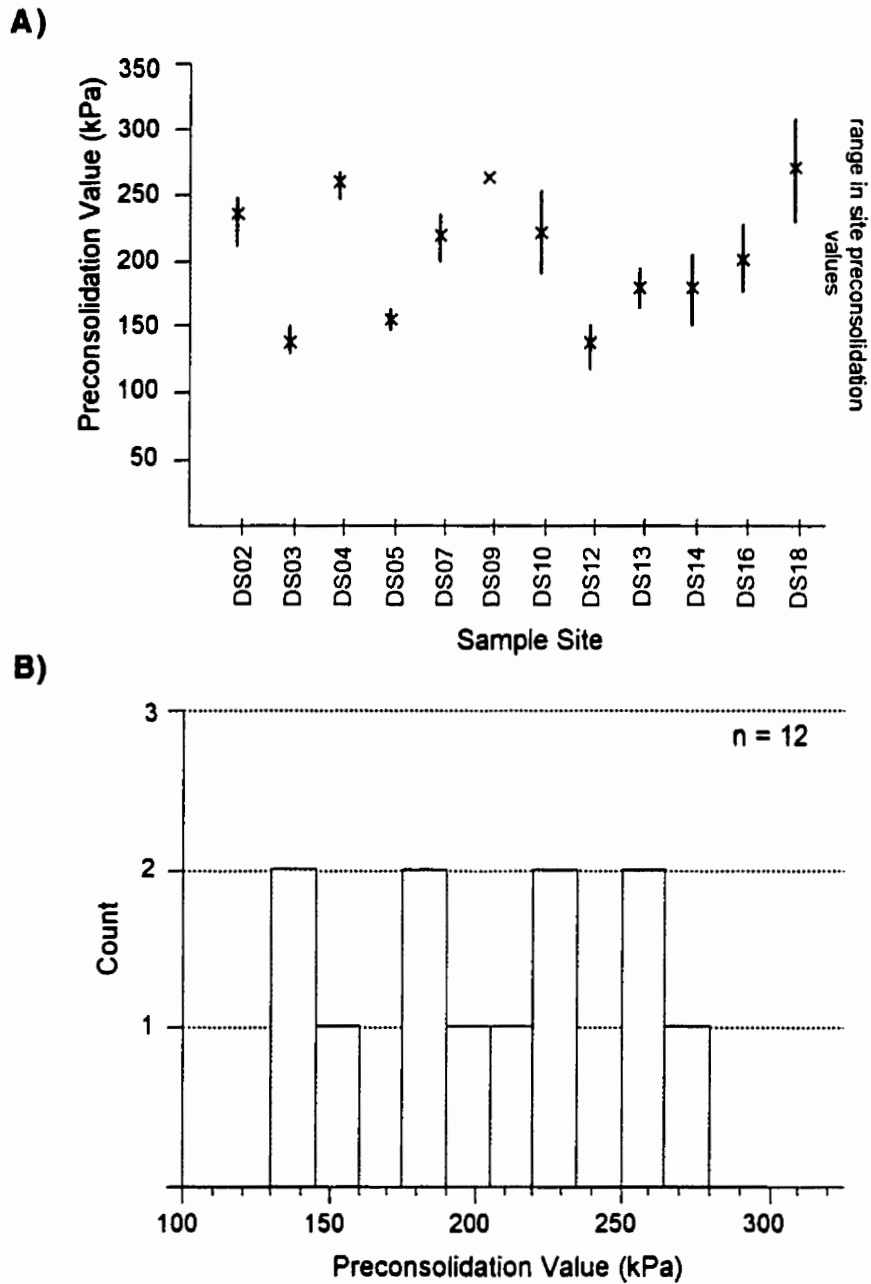 A)
Preconsolidation Value (kPa)
350
300
250
200
150
100
50
range in site preconsolidation
values
DS02
DS03
DS04
DS05
DS07
DS09
DS10
DS12
DS13
DS14
DS16
DS18
Sample Site
B)
n = 12
Count
3
2
1
100
150
200
250
300
Preconsolidation Value (kPa)